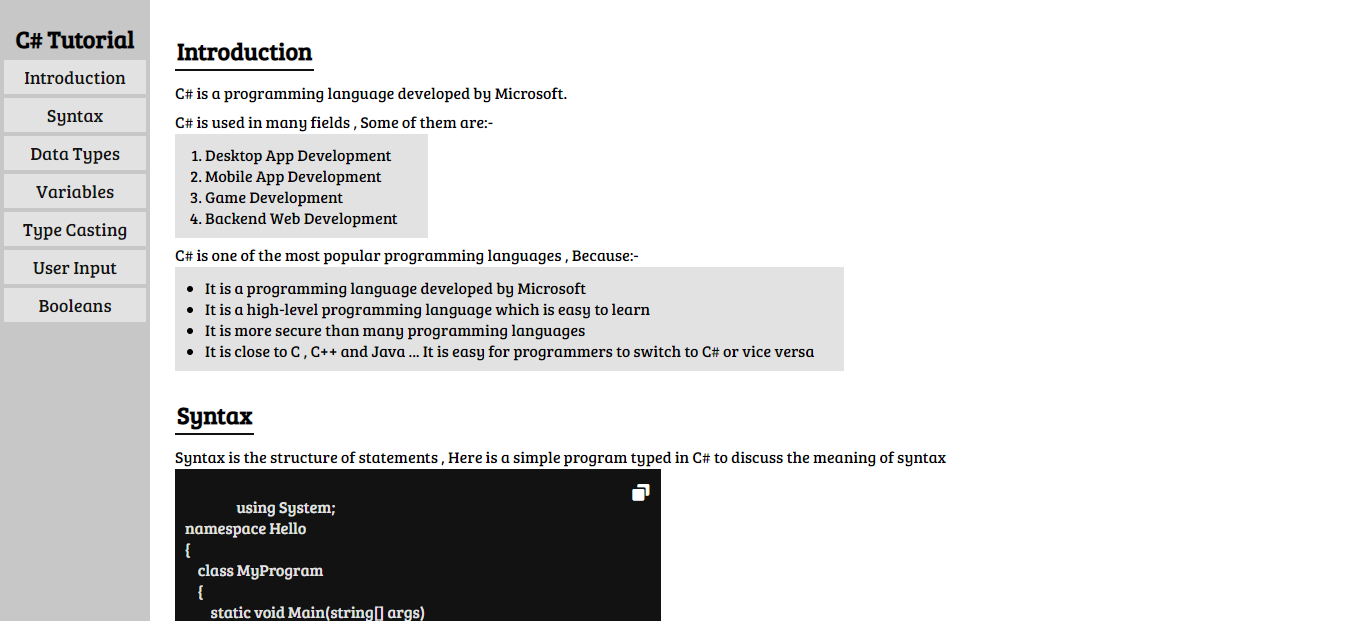 C# Tutorial
Introduction
Syntax
Data Types
Variables
Type Casting
User Input
Booleans
Introduction
C# is a programming language developed by Microsoft.
C# is used in many fields , Some of them are:-
1. Desktop App Development
2. Mobile App Development
3. Game Development
4. Backend Web Development
C# is one of the most popular programming languages , Because:-
• It is a programming language developed by Microsoft
• It is a high-level programming language which is easy to learn
• It is more secure than many programming languages
• It is close to C , C++ and Java ... It is easy for programmers to switch to C# or vice versa
Syntax
Syntax is the structure of statements , Here is a simple program typed in C# to discuss the meaning of syntax
using System;
namespace Hello
{
class MyProgram
{
static void Main(string[] args)